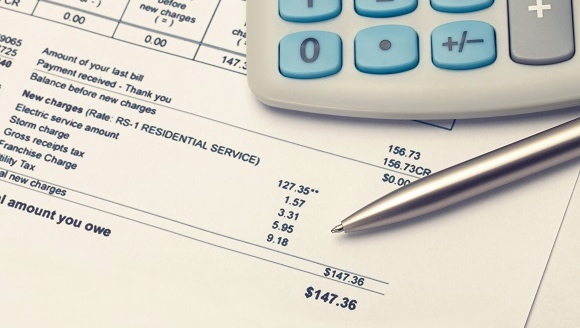 CR
before
new charges
( = )
0.00
0.00
147.3
0
•
+/−
+
9065
725
40
Amount of your last bill 156.73
Payment received - Thank you 156.73CR
Balance before new charges $0.00
New charges (Rate: RS-1 RESIDENTIAL SERVICE)
Electric service amount 127.35**
Storm charge 1.57
Gross receipts tax 3.31
Franchise Charge 5.95
tility Tax 9.18
al new charges $147.36
l amount you owe $147.36